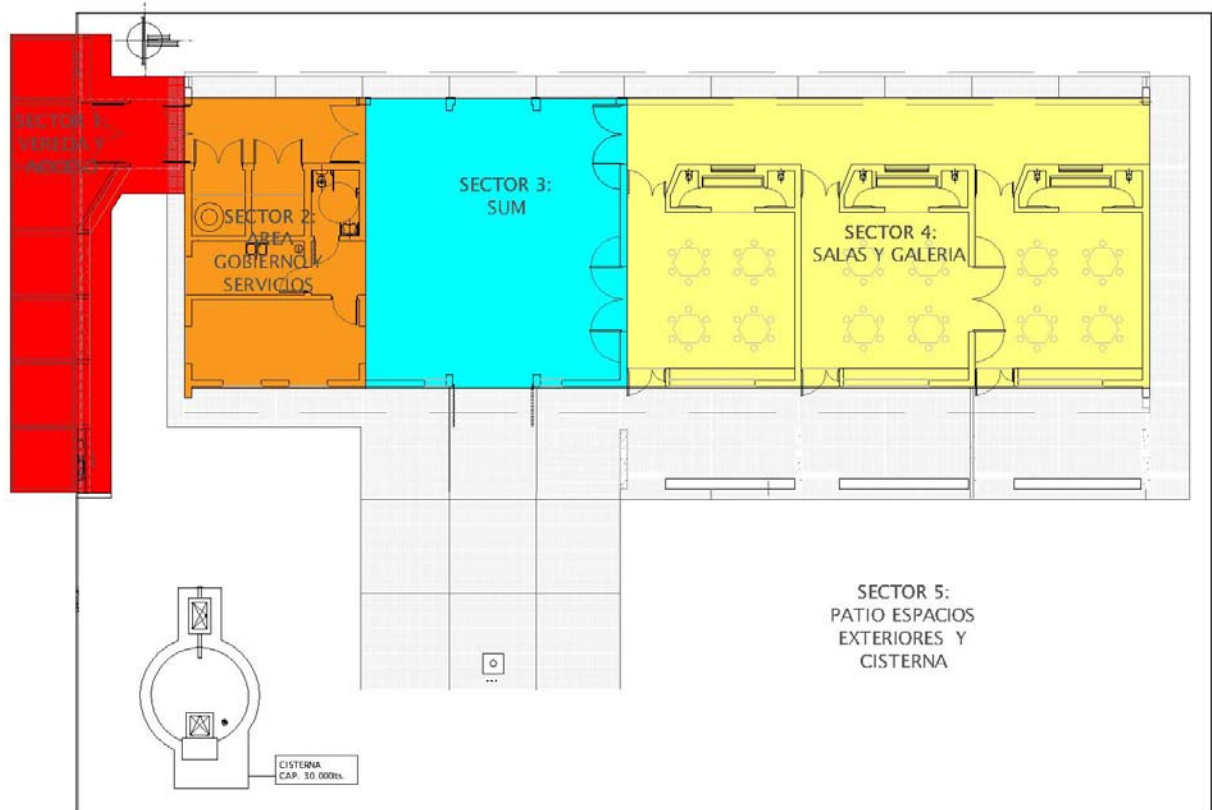 SECTOR 1:
VEREDA Y
ACCESO
SECTOR 2:
AREA
GOBIERNO Y
SERVICIOS
SECTOR 3:
SUM
SECTOR 4:
SALAS Y GALERIA
SECTOR 5:
PATIO ESPACIOS
EXTERIORES Y
CISTERNA
CISTERNA
CAP. 30.000lts.